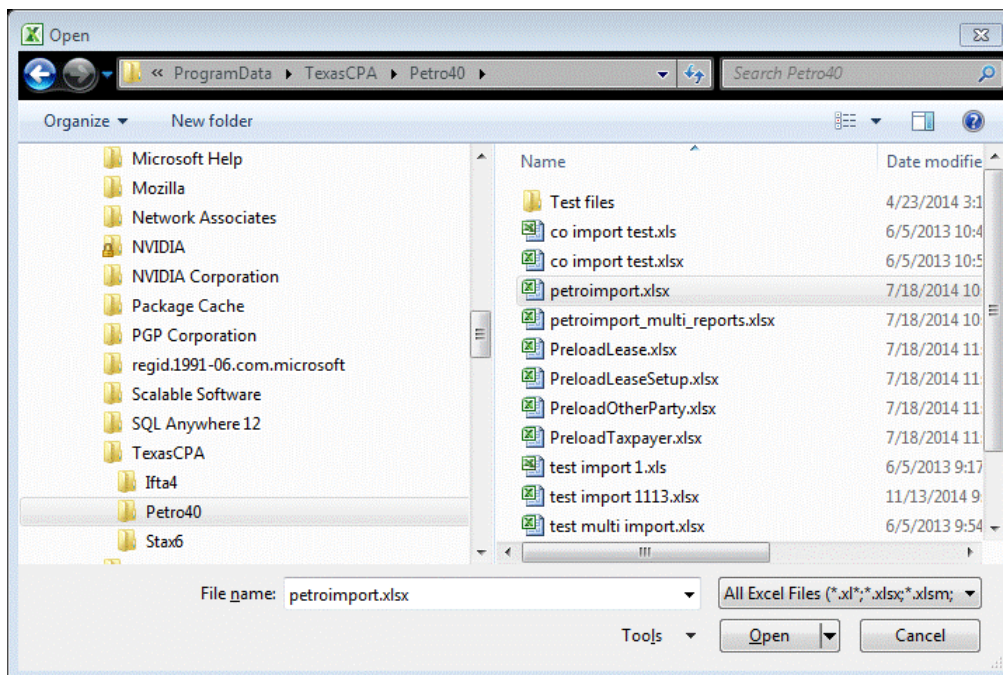 Open
« ProgramData ▸ TexasCPA ▸ Petro40 ▸
Search Petro40
Organize
New folder
Microsoft Help
Mozilla
Network Associates
NVIDIA
NVIDIA Corporation
Package Cache
PGP Corporation
regid.1991-06.com.microsoft
Scalable Software
SQL Anywhere 12
TexasCPA
Ifta4
Petro40
Stax6
Name Date modifie
Test files 4/23/2014 3:1
co import test.xls 6/5/2013 10:4
co import test.xlsx 6/5/2013 10:5
petroimport.xlsx 7/18/2014 10:
petroimport_multi_reports.xlsx 7/18/2014 10:
PreloadLease.xlsx 7/18/2014 11:
PreloadLeaseSetup.xlsx 7/18/2014 11:
PreloadOtherParty.xlsx 7/18/2014 11:
PreloadTaxpayer.xlsx 7/18/2014 11:
test import 1.xls 6/5/2013 9:17
test import 1113.xlsx 11/13/2014 9:
test multi import.xlsx 6/5/2013 9:54
File name: petroimport.xlsx
All Excel Files (*.xl*;*.xlsx;*.xlsm;
Tools Open Cancel